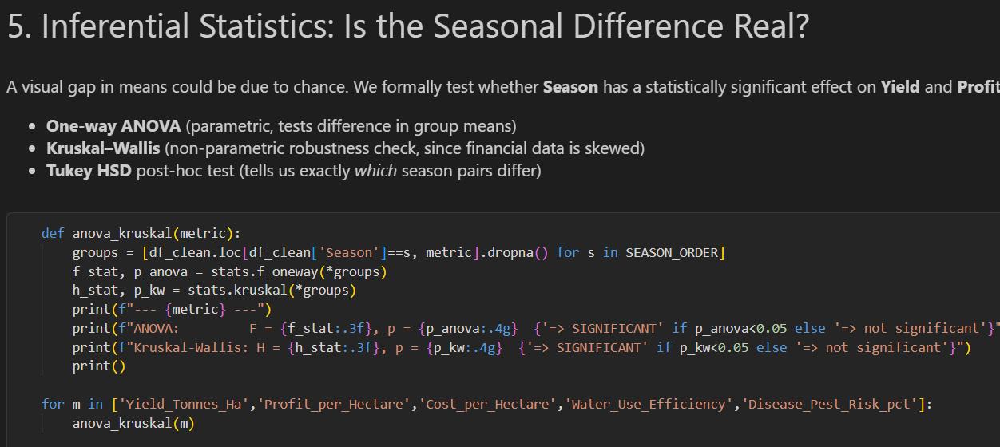 5. Inferential Statistics: Is the Seasonal Difference Real?
A visual gap in means could be due to chance. We formally test whether Season has a statistically significant effect on Yield and Profit
• One-way ANOVA (parametric, tests difference in group means)
• Kruskal–Wallis (non-parametric robustness check, since financial data is skewed)
• Tukey HSD post-hoc test (tells us exactly which season pairs differ)
def anova_kruskal(metric):
    groups = [df_clean.loc[df_clean['Season']==s, metric].dropna() for s in SEASON_ORDER]
    f_stat, p_anova = stats.f_oneway(*groups)
    h_stat, p_kw = stats.kruskal(*groups)
    print(f"--- {metric} ---")
    print(f"ANOVA:         F = {f_stat:.3f}, p = {p_anova:.4g}  {'=> SIGNIFICANT' if p_anova<0.05 else '=> not significant'}"
    print(f"Kruskal-Wallis: H = {h_stat:.3f}, p = {p_kw:.4g}  {'=> SIGNIFICANT' if p_kw<0.05 else '=> not significant'}")
    print()
for m in ['Yield_Tonnes_Ha','Profit_per_Hectare','Cost_per_Hectare','Water_Use_Efficiency','Disease_Pest_Risk_pct']:
    anova_kruskal(m)